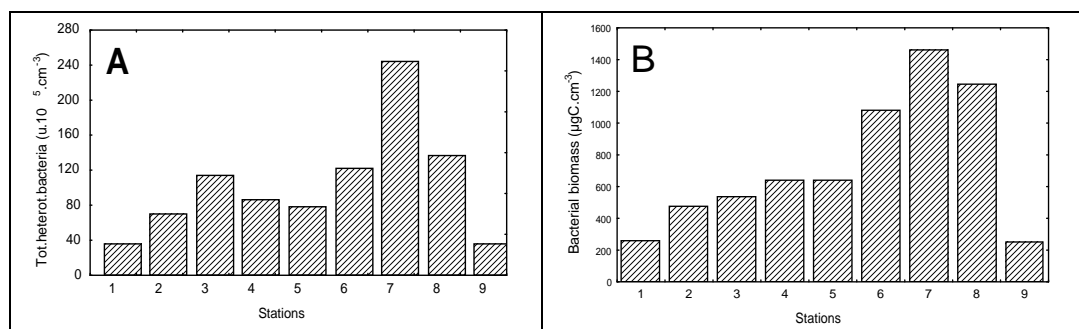 A
Tot.heterot.bacteria (u.10 5.cm-3)
280
240
200
160
120
80
40
0
1 2 3 4 5 6 7 8 9
Stations
B
Bacterial biomass (µgC.cm-3)
1600
1400
1200
1000
800
600
400
200
0
1 2 3 4 5 6 7 8 9
Stations